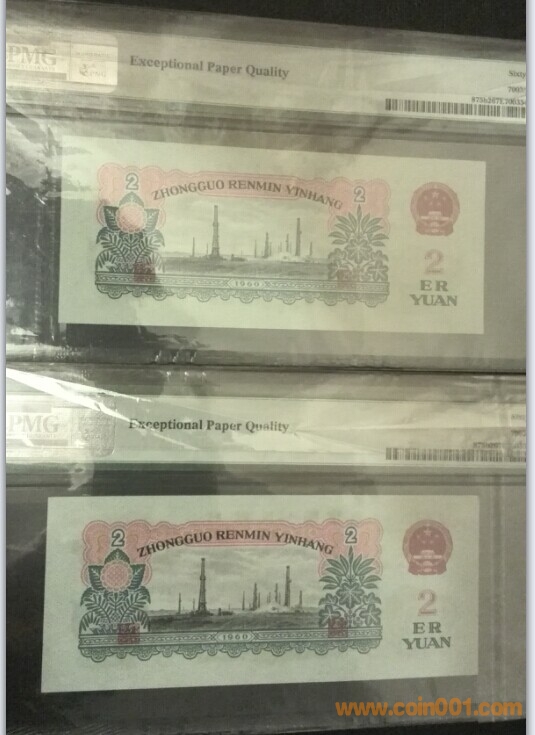 PMG
Exceptional Paper Quality
2 2
ZHONGGUO RENMIN YINHANG
2
ER
YUAN
1960
PMG
Exceptional Paper Quality
2 2
ZHONGGUO RENMIN YINHANG
2
ER
YUAN
1960
www.coin001.com